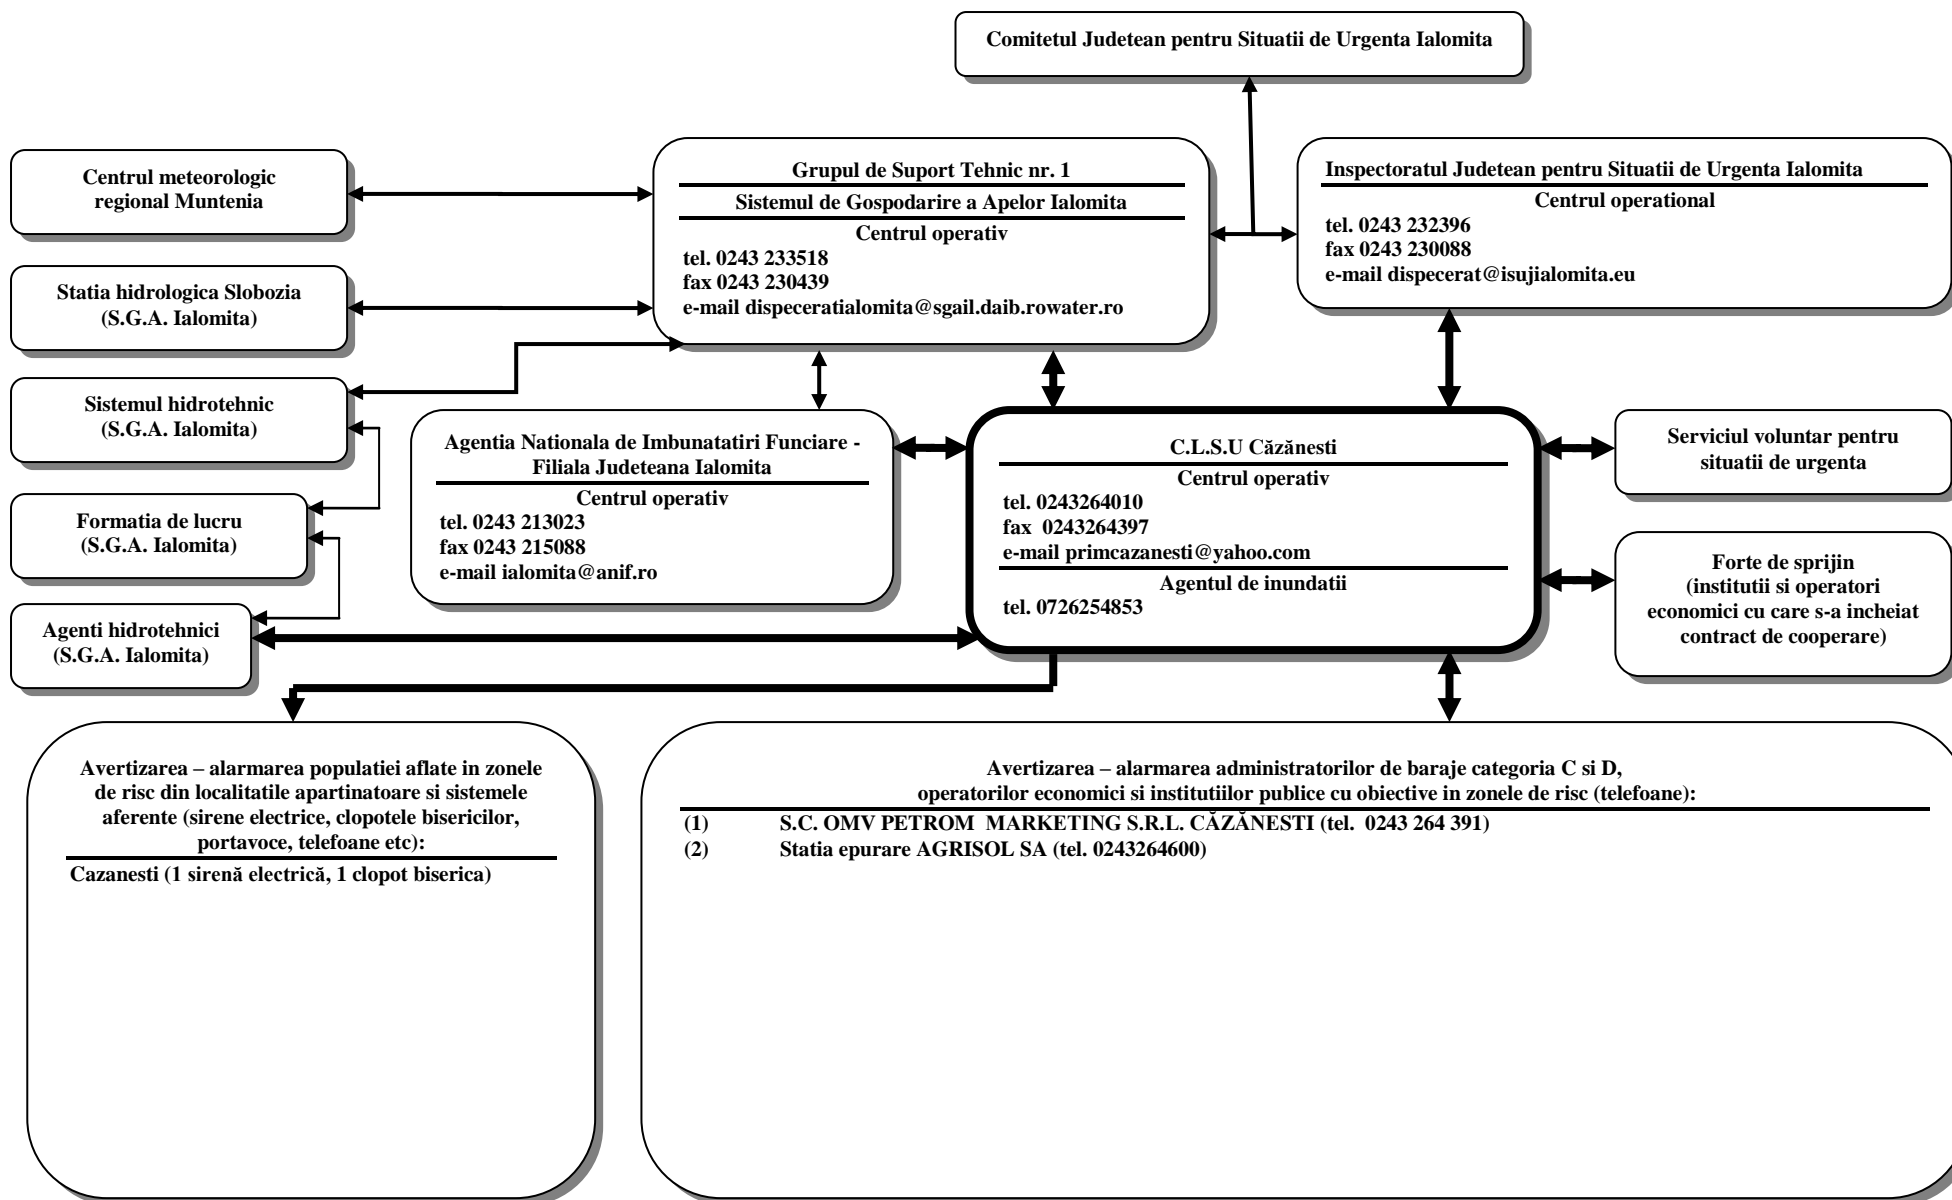 Comitetul Judetean pentru Situatii de Urgenta Ialomita
Centrul meteorologic
regional Muntenia
Grupul de Suport Tehnic nr. 1
Sistemul de Gospodarire a Apelor Ialomita
Centrul operativ
tel. 0243 233518
fax 0243 230439
e-mail dispeceratialomita@sgail.daib.rowater.ro
Inspectoratul Judetean pentru Situatii de Urgenta Ialomita
Centrul operational
tel. 0243 232396
fax 0243 230088
e-mail dispecerat@isujialomita.eu
Statia hidrologica Slobozia
(S.G.A. Ialomita)
Sistemul hidrotehnic
(S.G.A. Ialomita)
Agentia Nationala de Imbunatatiri Funciare -
Filiala Judeteana Ialomita
Centrul operativ
tel. 0243 213023
fax 0243 215088
e-mail ialomita@anif.ro
C.L.S.U Căzănesti
Centrul operativ
tel. 0243264010
fax  0243264397
e-mail primcazanesti@yahoo.com
Agentul de inundatii
tel. 0726254853
Serviciul voluntar pentru
situatii de urgenta
Formatia de lucru
(S.G.A. Ialomita)
Forte de sprijin
(institutii si operatori
economici cu care s-a incheiat
contract de cooperare)
Agenti hidrotehnici
(S.G.A. Ialomita)
Avertizarea – alarmarea populatiei aflate in zonele
de risc din localitatile apartinatoare si sistemele
aferente (sirene electrice, clopotele bisericilor,
portavoce, telefoane etc):
Cazanesti (1 sirenă electrică, 1 clopot biserica)
Avertizarea – alarmarea administratorilor de baraje categoria C si D,
operatorilor economici si institutiilor publice cu obiective in zonele de risc (telefoane):
(1) S.C. OMV PETROM  MARKETING S.R.L. CĂZĂNESTI (tel.  0243 264 391)
(2) Statia epurare AGRISOL SA (tel. 0243264600)